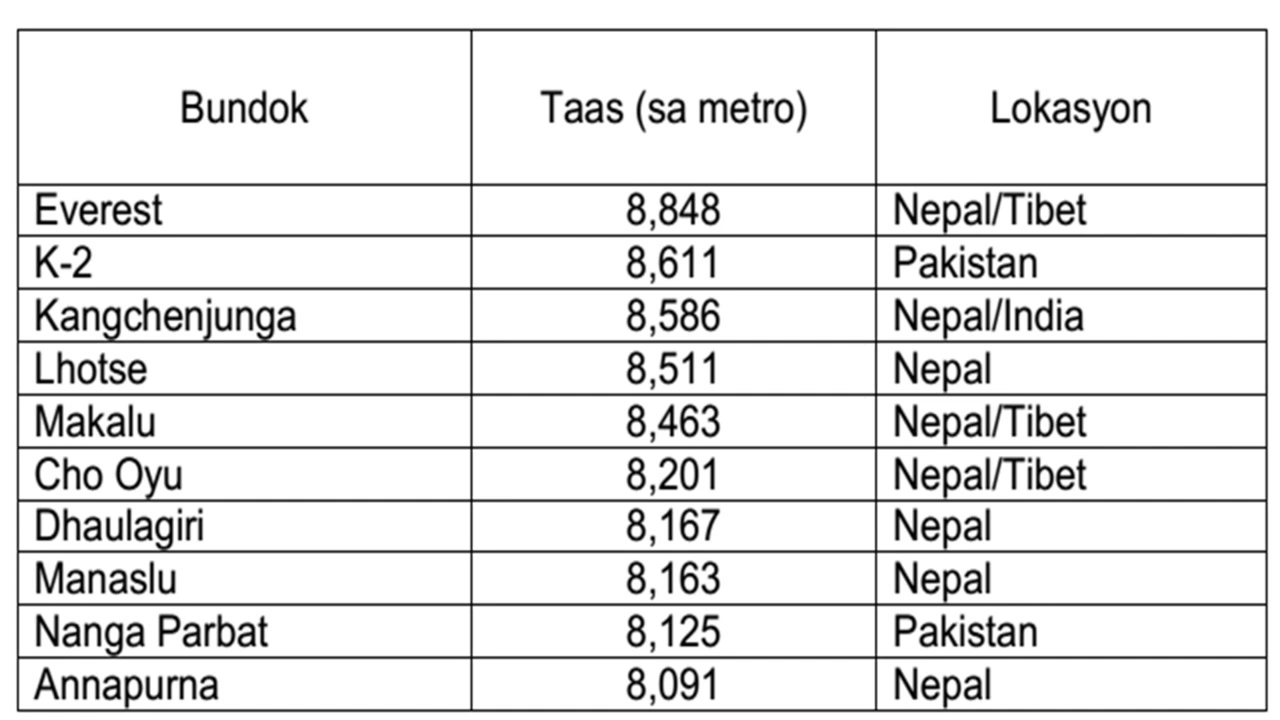 Bundok Taas (sa metro) Lokasyon
Everest 8,848 Nepal/Tibet
K-2 8,611 Pakistan
Kangchenjunga 8,586 Nepal/India
Lhotse 8,511 Nepal
Makalu 8,463 Nepal/Tibet
Cho Oyu 8,201 Nepal/Tibet
Dhaulagiri 8,167 Nepal
Manaslu 8,163 Nepal
Nanga Parbat 8,125 Pakistan
Annapurna 8,091 Nepal